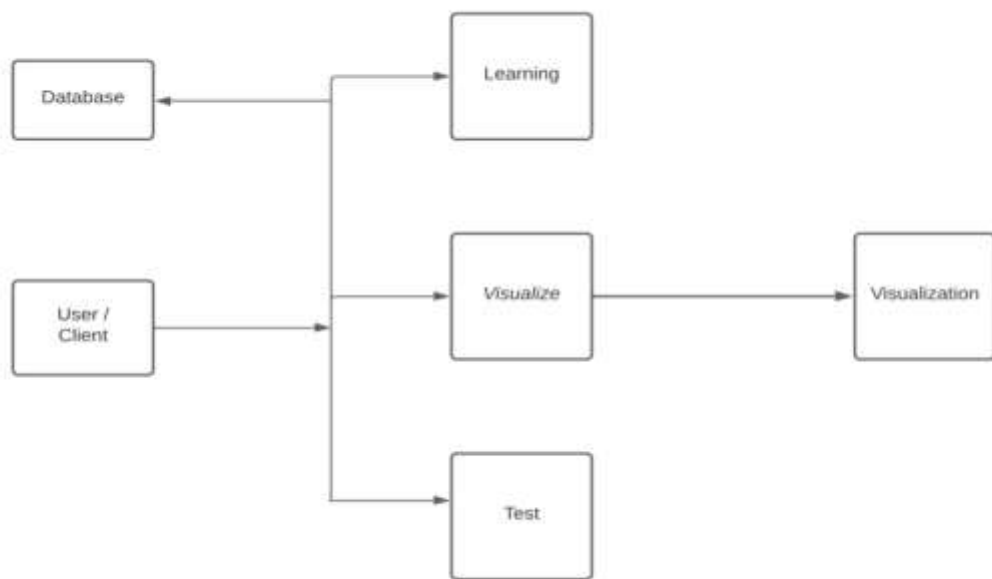 Learning
Database
Visualize
Visualization
User /
Client
Test